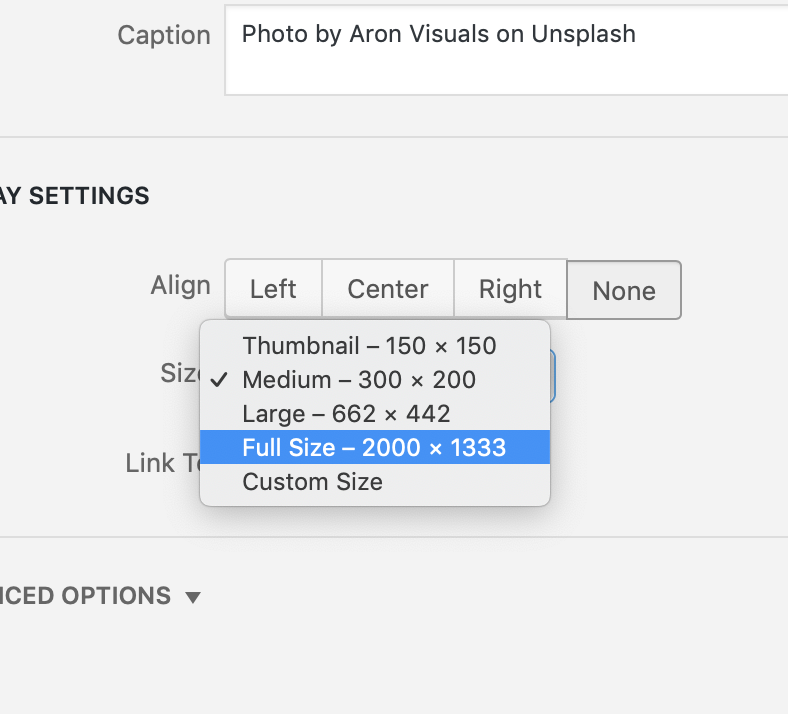 Caption
Photo by Aron Visuals on Unsplash
AY SETTINGS
Align
Left
Center
Right
None
Size
Thumbnail – 150 × 150
✓ Medium – 300 × 200
Large – 662 × 442
Full Size – 2000 × 1333
Custom Size
Link To
NCED OPTIONS ▼